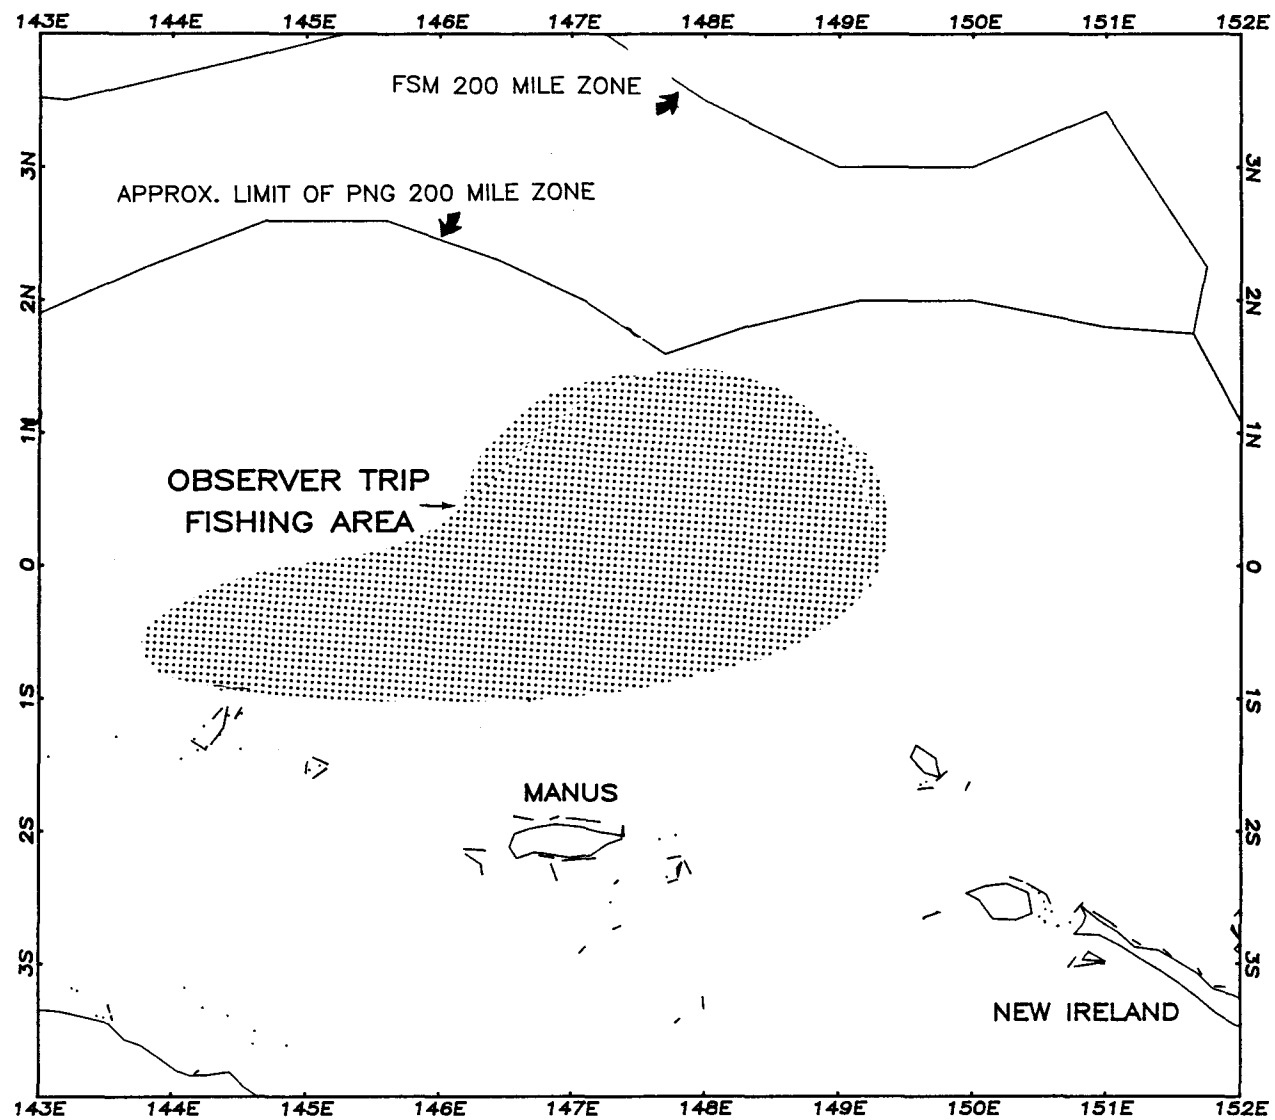 143E 144E 145E 146E 147E 148E 149E 150E 151E 152E
FSM 200 MILE ZONE
3N 3N
APPROX. LIMIT OF PNG 200 MILE ZONE
2N 2N
1N 1N
OBSERVER TRIP
FISHING AREA
0 0
1S 1S
MANUS
2S 2S
3S 3S
NEW IRELAND
143E 144E 145E 146E 147E 148E 149E 150E 151E 152E